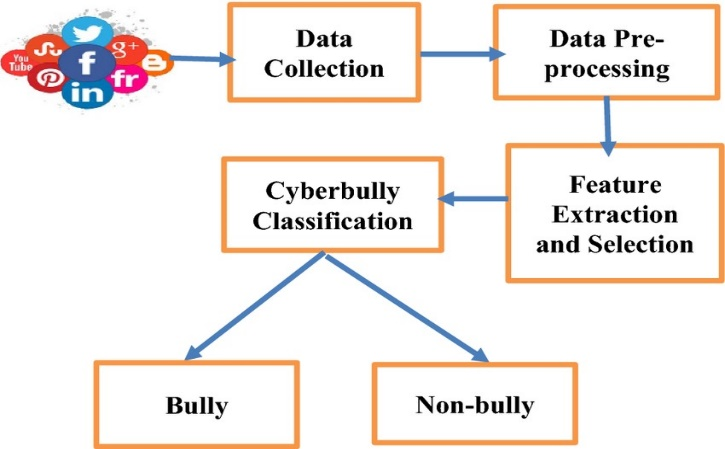 You
Tube
g+
f
in
fr
Data
Collection
Data Pre-
processing
Cyberbully
Classification
Feature
Extraction
and Selection
Bully
Non-bully